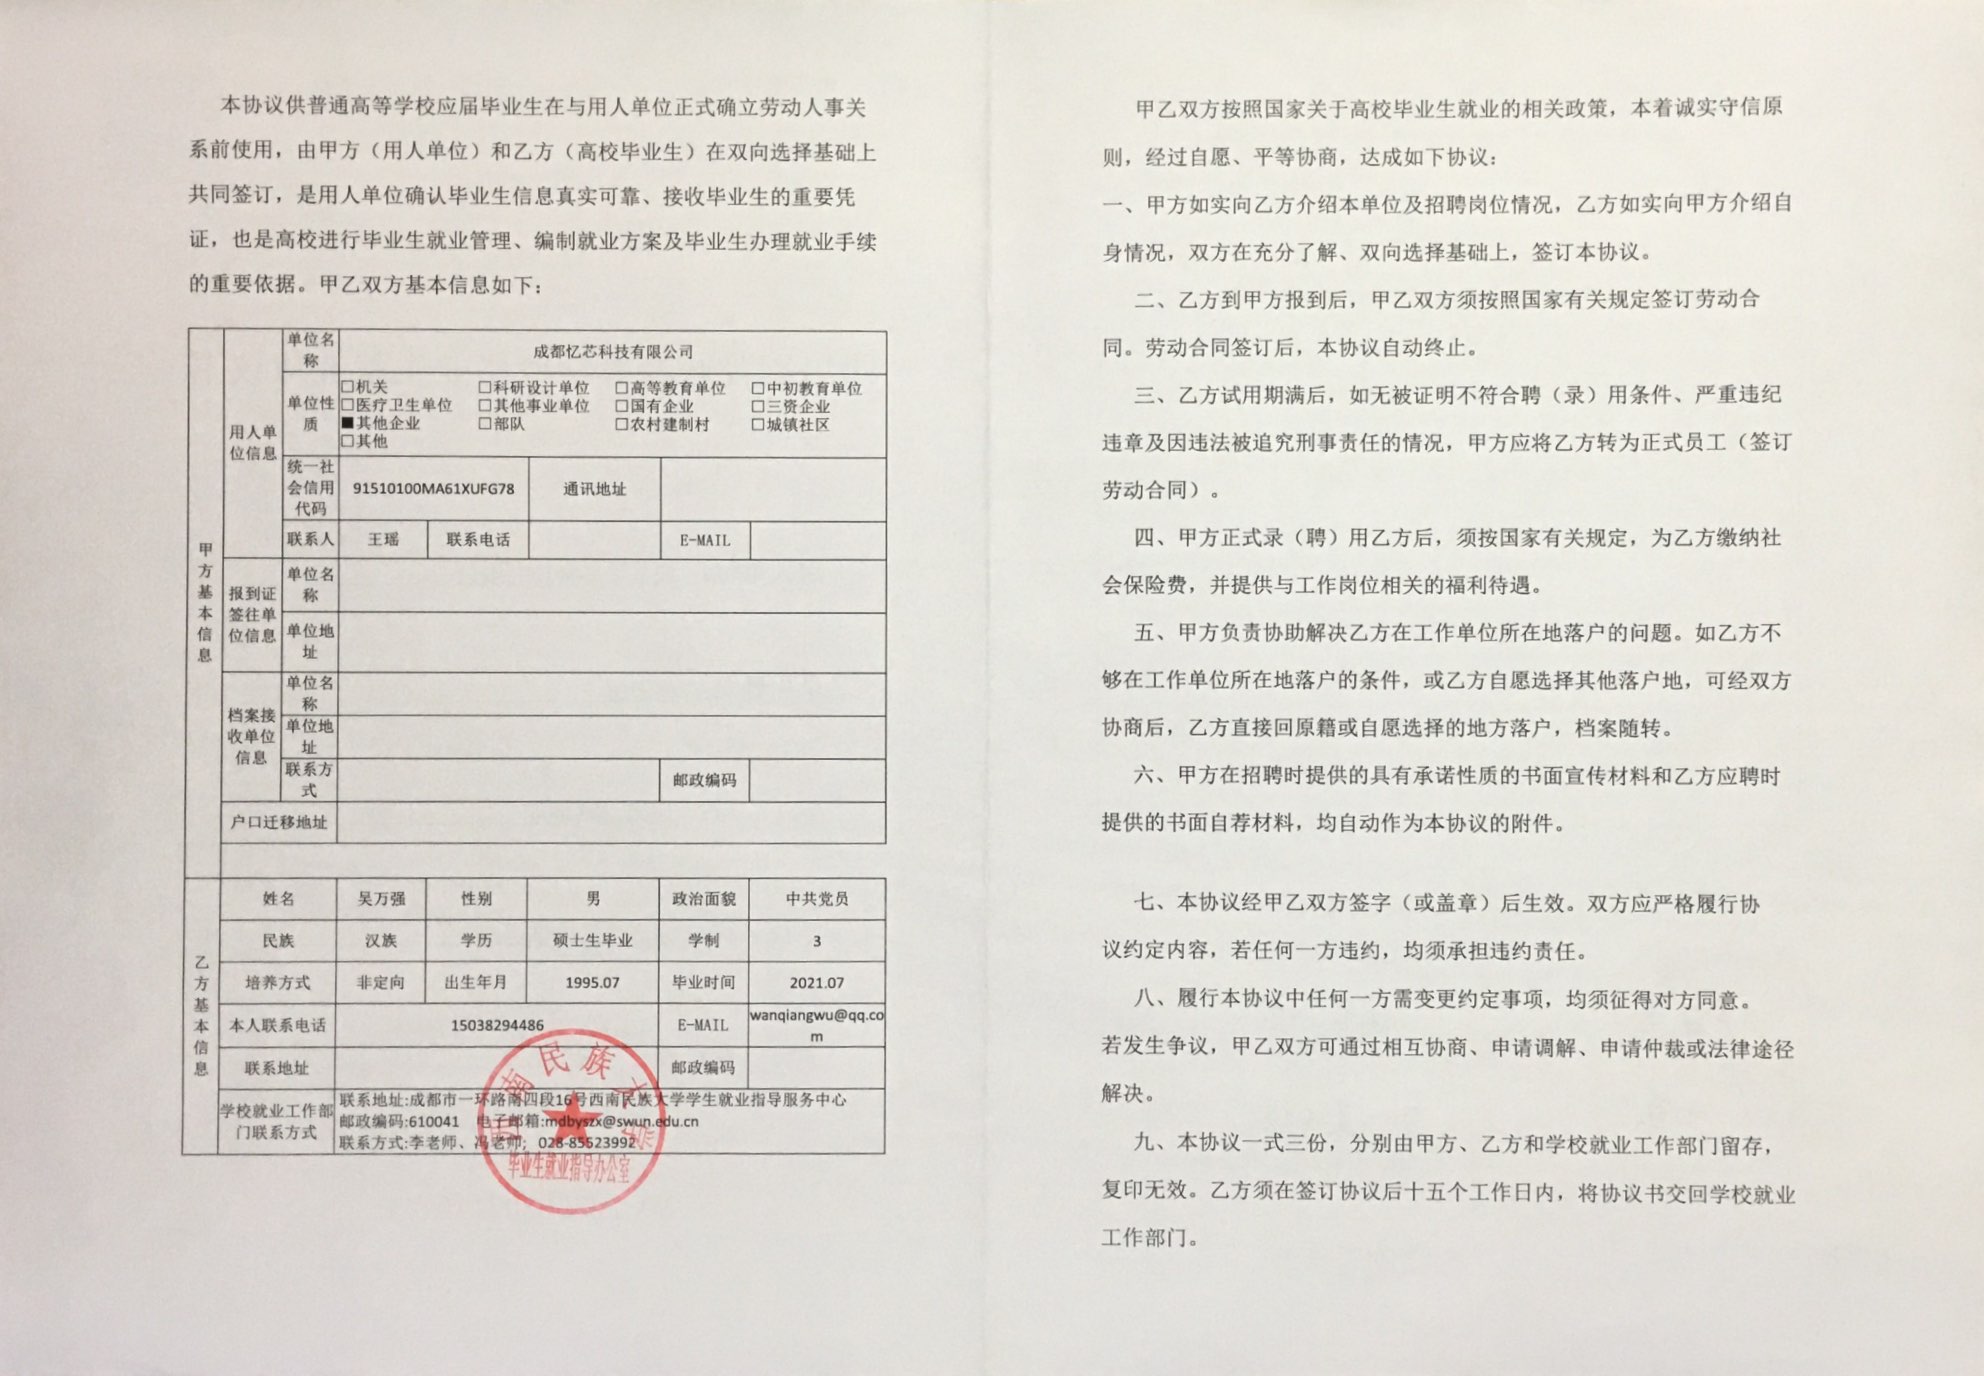 本协议供普通高等学校应届毕业生在与用人单位正式确立劳动人事关
系前使用，由甲方（用人单位）和乙方（高校毕业生）在双向选择基础上
共同签订，是用人单位确认毕业生信息真实可靠、接收毕业生的重要凭
证，也是高校进行毕业生就业管理、编制就业方案及毕业生办理就业手续
的重要依据。甲乙双方基本信息如下：
甲方基本信息
用人单位信息
单位名称 成都忆芯科技有限公司
单位性质
□机关 □科研设计单位 □高等教育单位 □中初教育单位
□医疗卫生单位 □其他事业单位 □国有企业 □三资企业
■其他企业 □部队 □农村建制村 □城镇社区
□其他
统一社会信用代码 91510100MA61XUFG78 通讯地址
联系人 王瑶 联系电话 E-MAIL
报到证签往单位信息
单位名称
单位地址
档案接收单位信息
单位名称
单位地址
联系方式 邮政编码
户口迁移地址
乙方基本信息
姓名 吴万强 性别 男 政治面貌 中共党员
民族 汉族 学历 硕士生毕业 学制 3
培养方式 非定向 出生年月 1995.07 毕业时间 2021.07
本人联系电话 15038294486 E-MAIL wanqiangwu@qq.com
联系地址 邮政编码
学校就业工作部门联系方式
联系地址:成都市一环路南四段16号西南民族大学学生就业指导服务中心
邮政编码:610041 电子邮箱:mdbyszx@swun.edu.cn
联系方式:李老师、冯老师；028-85523992
西南民族大学
毕业生就业指导办公室
甲乙双方按照国家关于高校毕业生就业的相关政策，本着诚实守信原
则，经过自愿、平等协商，达成如下协议：
一、甲方如实向乙方介绍本单位及招聘岗位情况，乙方如实向甲方介绍自
身情况，双方在充分了解、双向选择基础上，签订本协议。
二、乙方到甲方报到后，甲乙双方须按照国家有关规定签订劳动合
同。劳动合同签订后，本协议自动终止。
三、乙方试用期满后，如无被证明不符合聘（录）用条件、严重违纪
违章及因违法被追究刑事责任的情况，甲方应将乙方转为正式员工（签订
劳动合同）。
四、甲方正式录（聘）用乙方后，须按国家有关规定，为乙方缴纳社
会保险费，并提供与工作岗位相关的福利待遇。
五、甲方负责协助解决乙方在工作单位所在地落户的问题。如乙方不
够在工作单位所在地落户的条件，或乙方自愿选择其他落户地，可经双方
协商后，乙方直接回原籍或自愿选择的地方落户，档案随转。
六、甲方在招聘时提供的具有承诺性质的书面宣传材料和乙方应聘时
提供的书面自荐材料，均自动作为本协议的附件。
七、本协议经甲乙双方签字（或盖章）后生效。双方应严格履行协
议约定内容，若任何一方违约，均须承担违约责任。
八、履行本协议中任何一方需变更约定事项，均须征得对方同意。
若发生争议，甲乙双方可通过相互协商、申请调解、申请仲裁或法律途径
解决。
九、本协议一式三份，分别由甲方、乙方和学校就业工作部门留存，
复印无效。乙方须在签订协议后十五个工作日内，将协议书交回学校就业
工作部门。